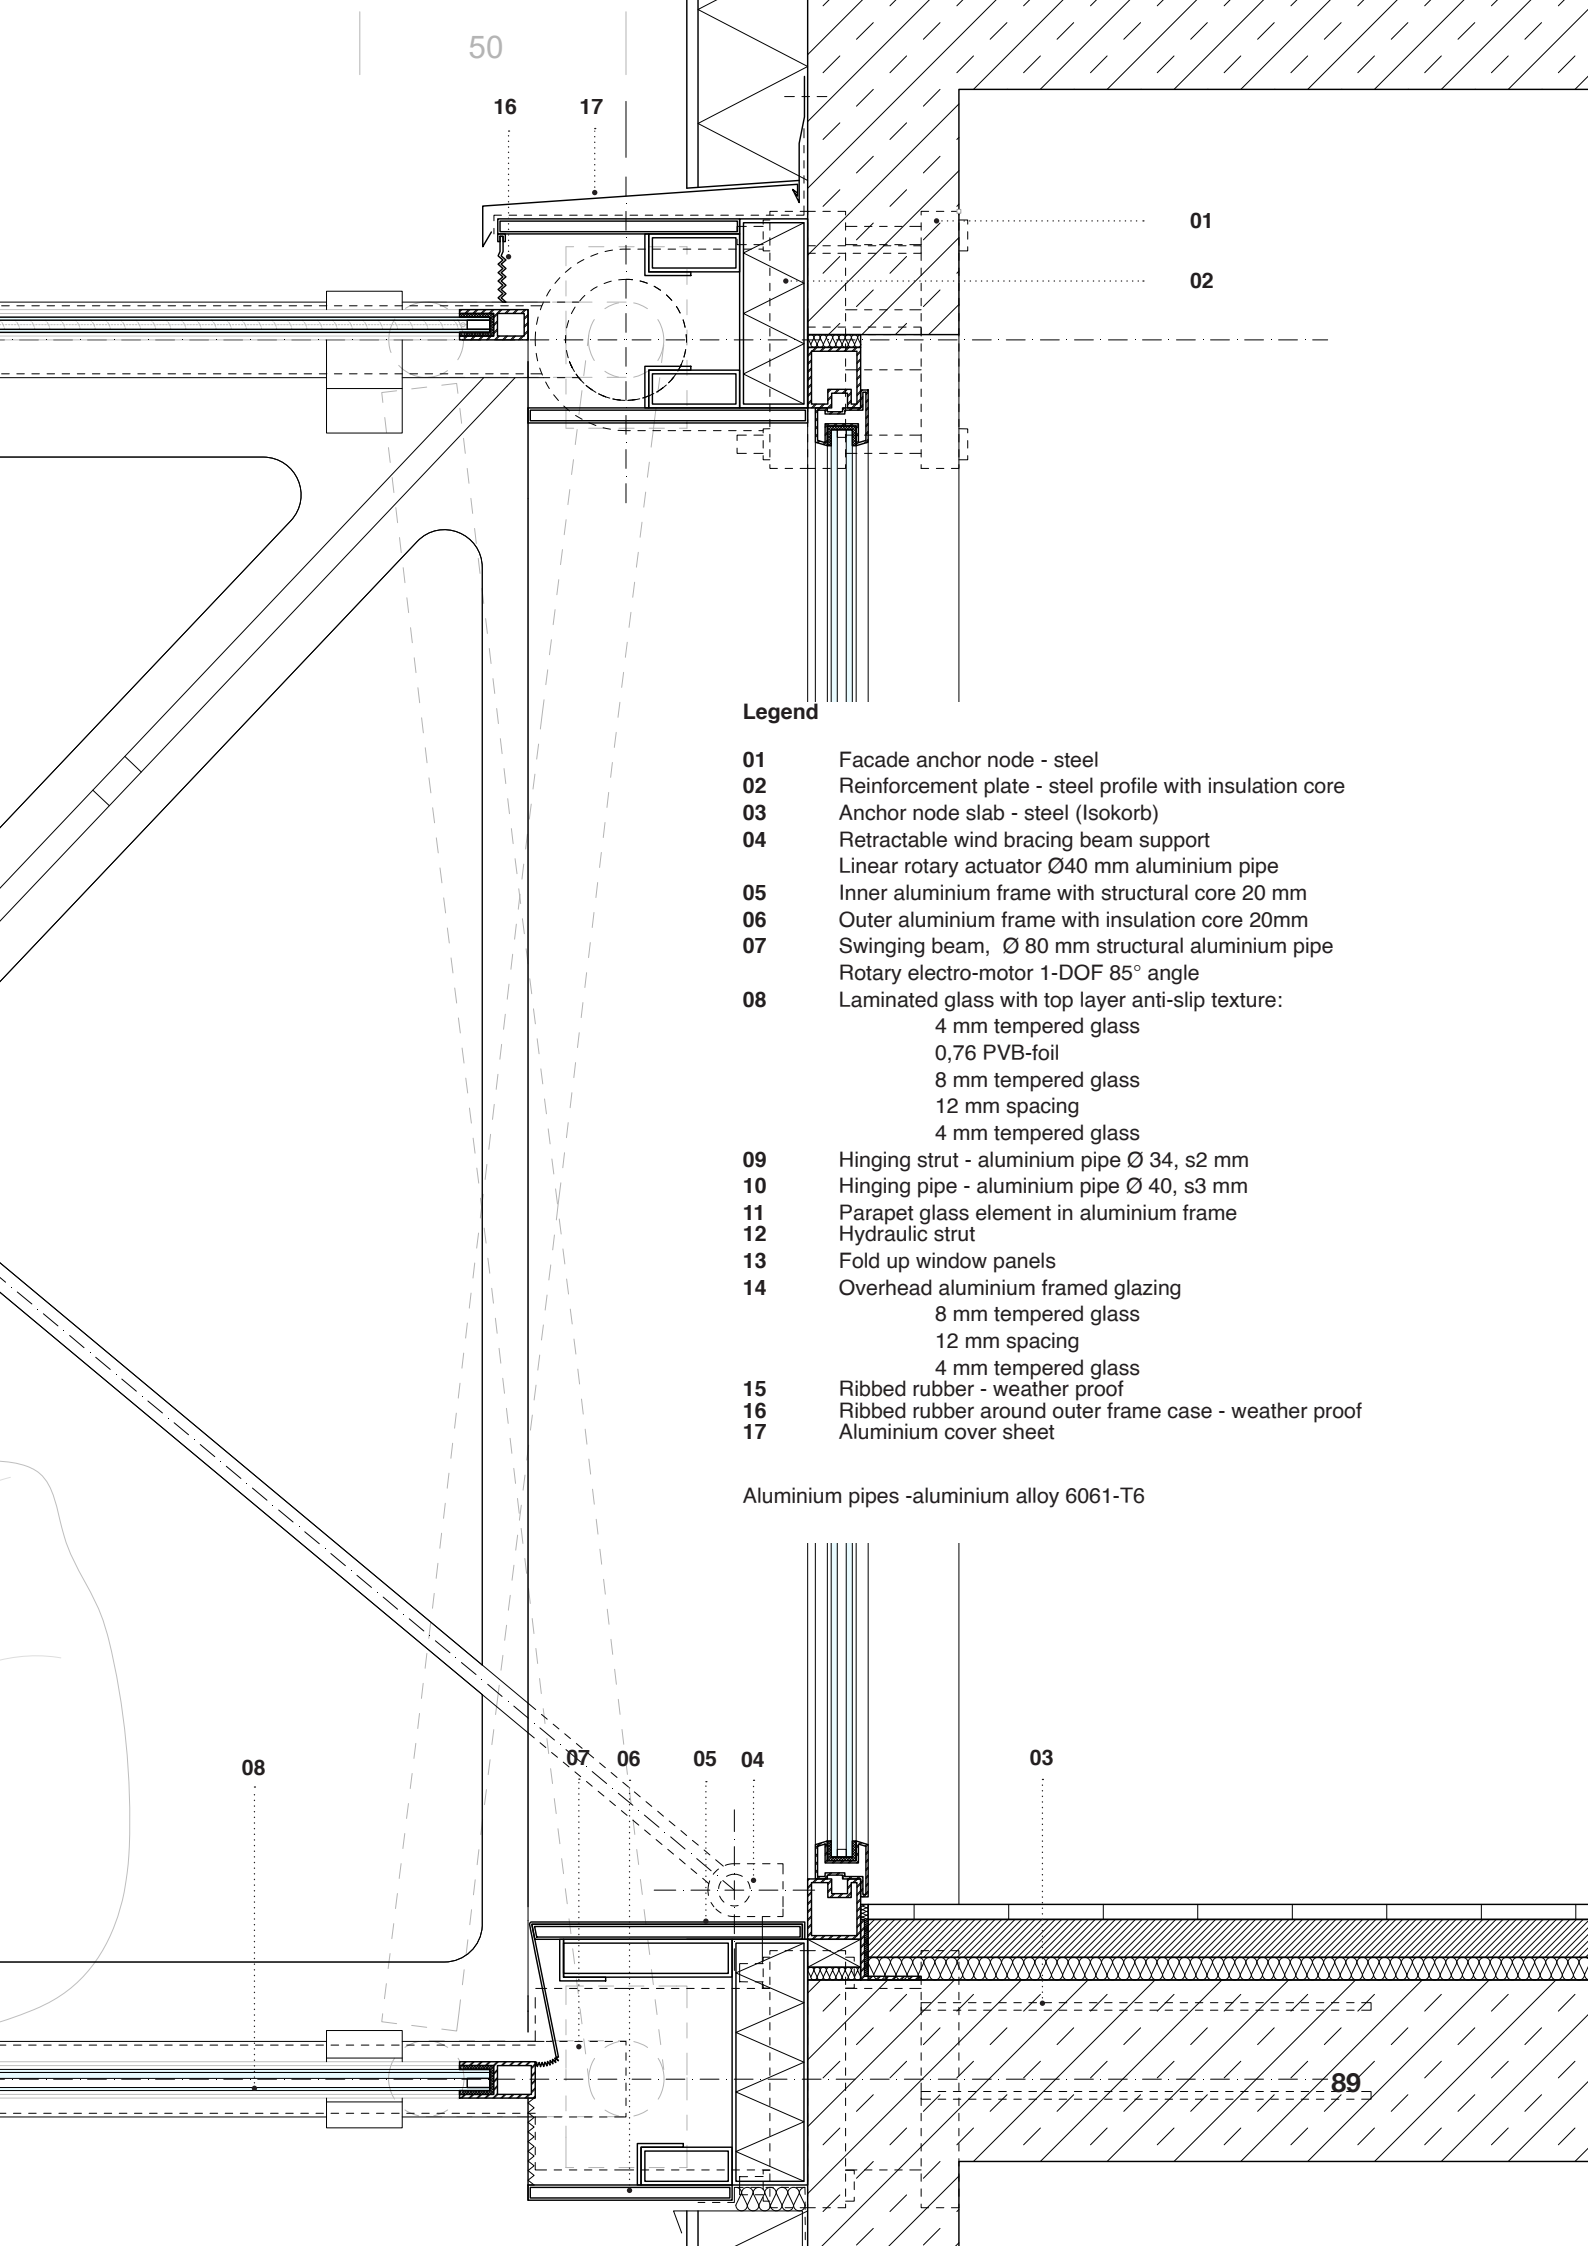 50
16 17
01
02
Legend
01 Facade anchor node - steel
02 Reinforcement plate - steel profile with insulation core
03 Anchor node slab - steel (Isokorb)
04 Retractable wind bracing beam support
Linear rotary actuator Ø40 mm aluminium pipe
05 Inner aluminium frame with structural core 20 mm
06 Outer aluminium frame with insulation core 20mm
07 Swinging beam, Ø 80 mm structural aluminium pipe
Rotary electro-motor 1-DOF 85° angle
08 Laminated glass with top layer anti-slip texture:
4 mm tempered glass
0,76 PVB-foil
8 mm tempered glass
12 mm spacing
4 mm tempered glass
09 Hinging strut - aluminium pipe Ø 34, s2 mm
10 Hinging pipe - aluminium pipe Ø 40, s3 mm
11 Parapet glass element in aluminium frame
12 Hydraulic strut
13 Fold up window panels
14 Overhead aluminium framed glazing
8 mm tempered glass
12 mm spacing
4 mm tempered glass
15 Ribbed rubber - weather proof
16 Ribbed rubber around outer frame case - weather proof
17 Aluminium cover sheet
Aluminium pipes -aluminium alloy 6061-T6
08 07 06 05 04 03
89